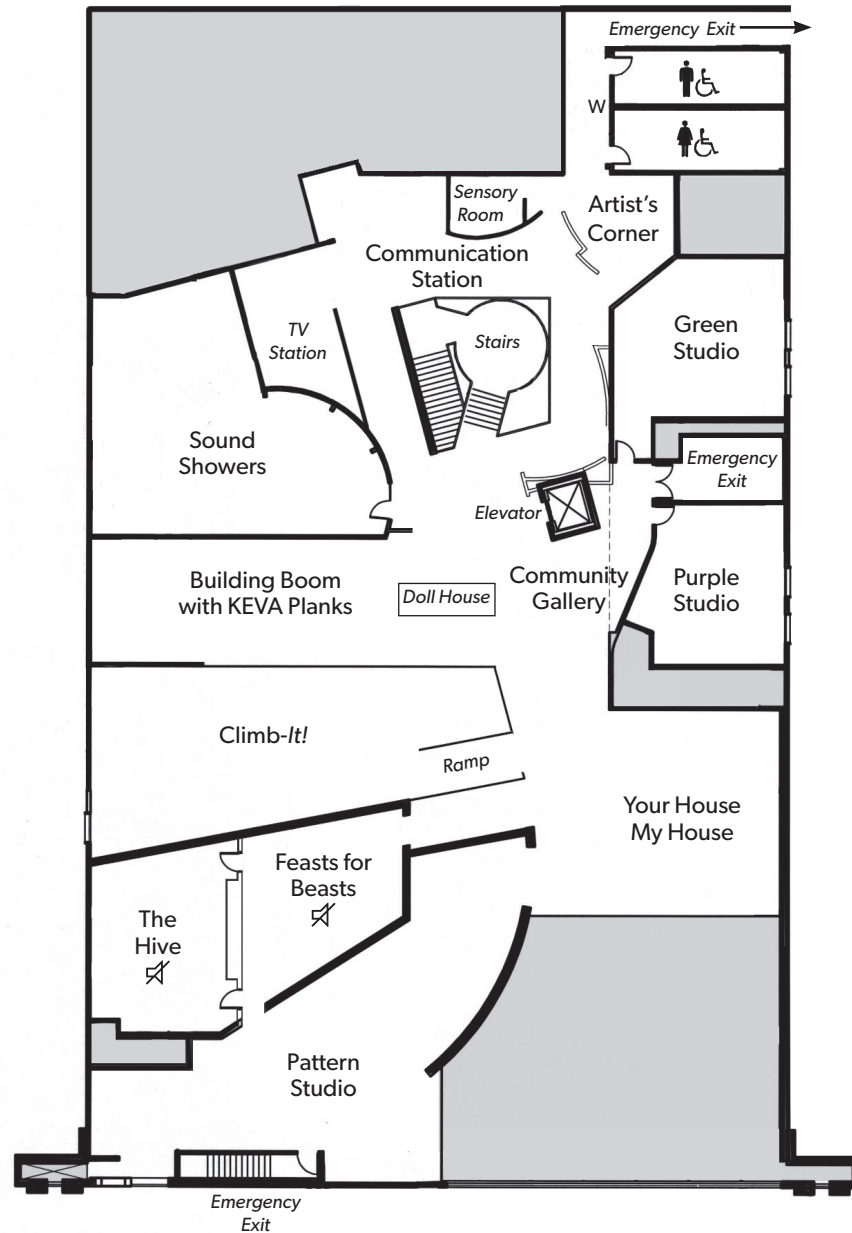 Emergency Exit
W
Sensory
Room
Artist's
Corner
Communication
Station
TV
Station
Stairs
Green
Studio
Sound
Showers
Emergency
Exit
Elevator
Building Boom
with KEVA Planks
Doll House
Community
Gallery
Purple
Studio
Climb-It!
Ramp
Your House
My House
Feasts for
Beasts
The
Hive
Pattern
Studio
Emergency
Exit